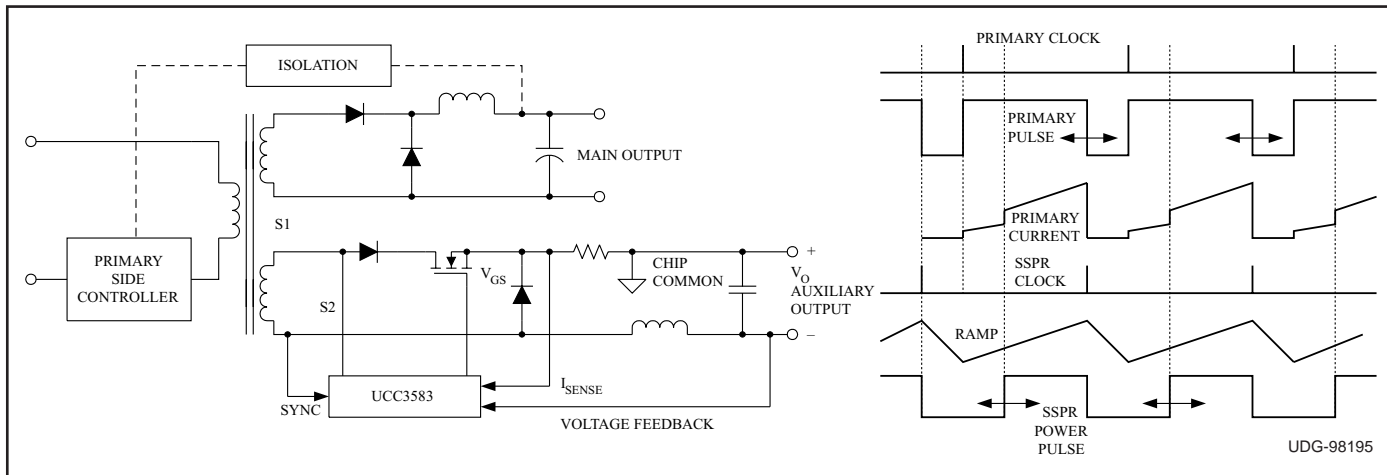 ISOLATION
MAIN OUTPUT
S1
PRIMARY
SIDE
CONTROLLER
S2
V_GS
CHIP
COMMON
+
V_O
AUXILIARY
OUTPUT
–
I_SENSE
SYNC
UCC3583
VOLTAGE FEEDBACK
PRIMARY CLOCK
PRIMARY
PULSE
PRIMARY
CURRENT
SSPR
CLOCK
RAMP
SSPR
POWER
PULSE
UDG-98195